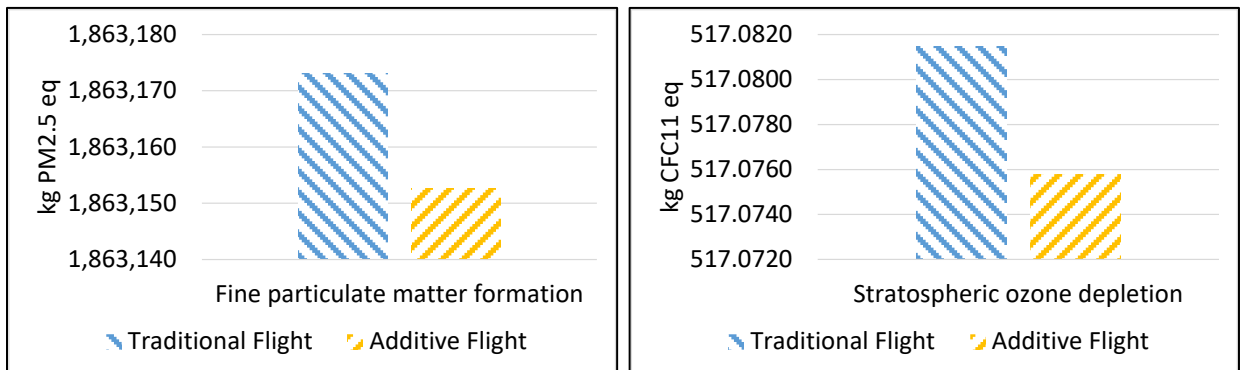 kg PM2.5 eq
1,863,180
1,863,170
1,863,160
1,863,150
1,863,140
Fine particulate matter formation
Traditional Flight Additive Flight
kg CFC11 eq
517.0820
517.0800
517.0780
517.0760
517.0740
517.0720
Stratospheric ozone depletion
Traditional Flight Additive Flight